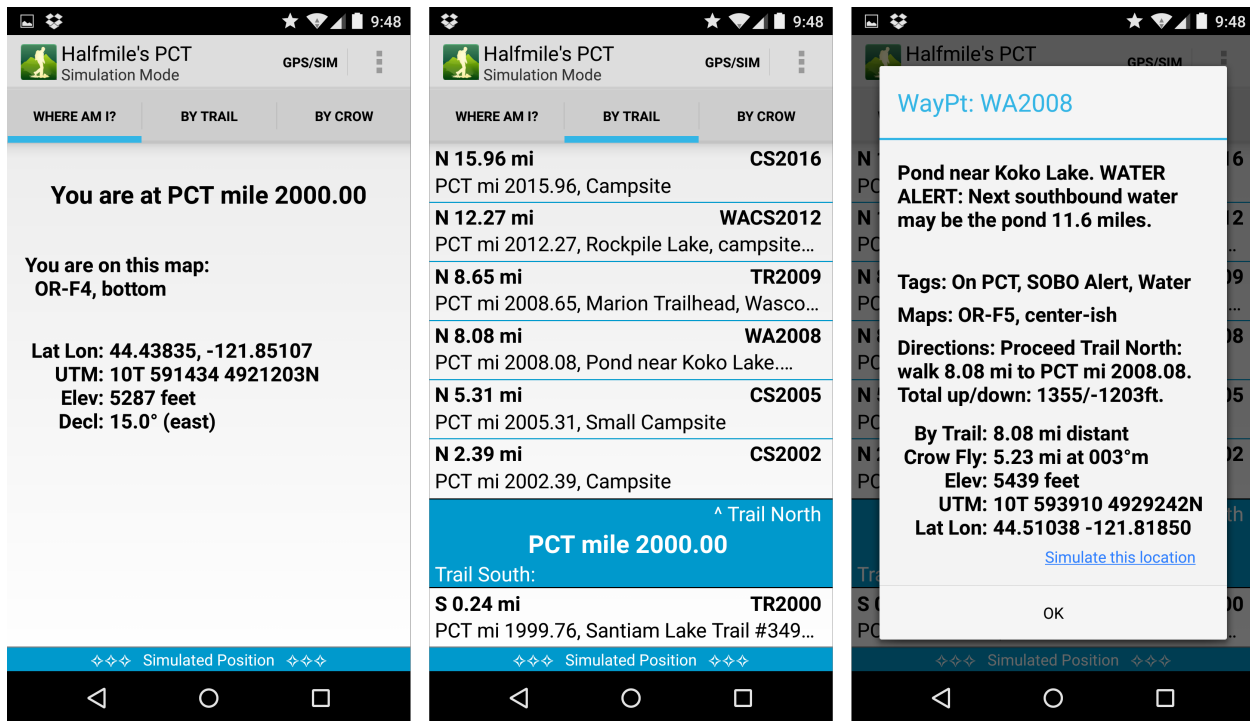 9:48
Halfmile's PCT
Simulation Mode
GPS/SIM
WHERE AM I?
BY TRAIL
BY CROW
You are at PCT mile 2000.00
You are on this map:
OR-F4, bottom
Lat Lon: 44.43835, -121.85107
UTM: 10T 591434 4921203N
Elev: 5287 feet
Decl: 15.0° (east)
Simulated Position
9:48
Halfmile's PCT
Simulation Mode
GPS/SIM
WHERE AM I?
BY TRAIL
BY CROW
N 15.96 mi CS2016
PCT mi 2015.96, Campsite
N 12.27 mi WACS2012
PCT mi 2012.27, Rockpile Lake, campsite...
N 8.65 mi TR2009
PCT mi 2008.65, Marion Trailhead, Wasco...
N 8.08 mi WA2008
PCT mi 2008.08, Pond near Koko Lake....
N 5.31 mi CS2005
PCT mi 2005.31, Small Campsite
N 2.39 mi CS2002
PCT mi 2002.39, Campsite
^ Trail North
PCT mile 2000.00
Trail South:
S 0.24 mi TR2000
PCT mi 1999.76, Santiam Lake Trail #349...
Simulated Position
9:48
Halfmile's PCT
GPS/SIM
WayPt: WA2008
Pond near Koko Lake. WATER
ALERT: Next southbound water
may be the pond 11.6 miles.
Tags: On PCT, SOBO Alert, Water
Maps: OR-F5, center-ish
Directions: Proceed Trail North:
walk 8.08 mi to PCT mi 2008.08.
Total up/down: 1355/-1203ft.
By Trail: 8.08 mi distant
Crow Fly: 5.23 mi at 003°m
Elev: 5439 feet
UTM: 10T 593910 4929242N
Lat Lon: 44.51038 -121.81850
Simulate this location
OK
Simulated Position